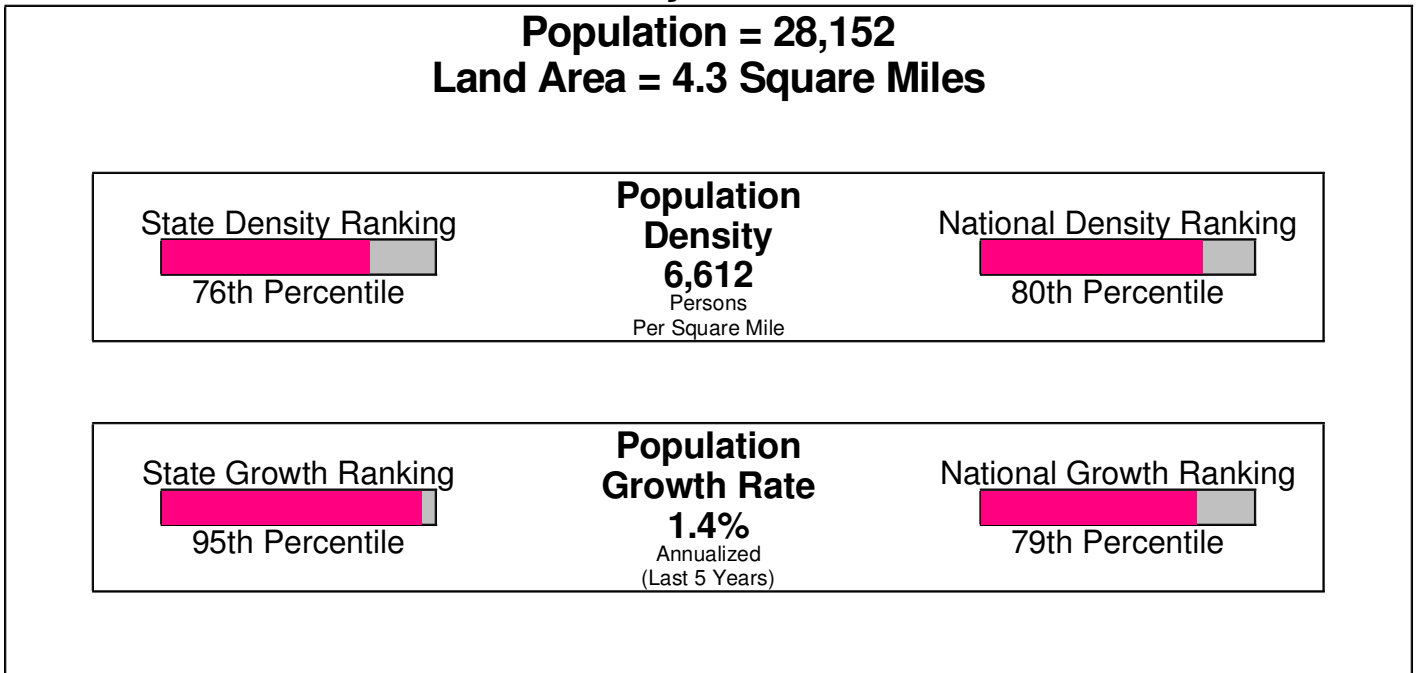 Population = 28,152
Land Area = 4.3 Square Miles
State Density Ranking
76th Percentile
Population
Density
6,612
Persons
Per Square Mile
National Density Ranking
80th Percentile
State Growth Ranking
95th Percentile
Population
Growth Rate
1.4%
Annualized
(Last 5 Years)
National Growth Ranking
79th Percentile